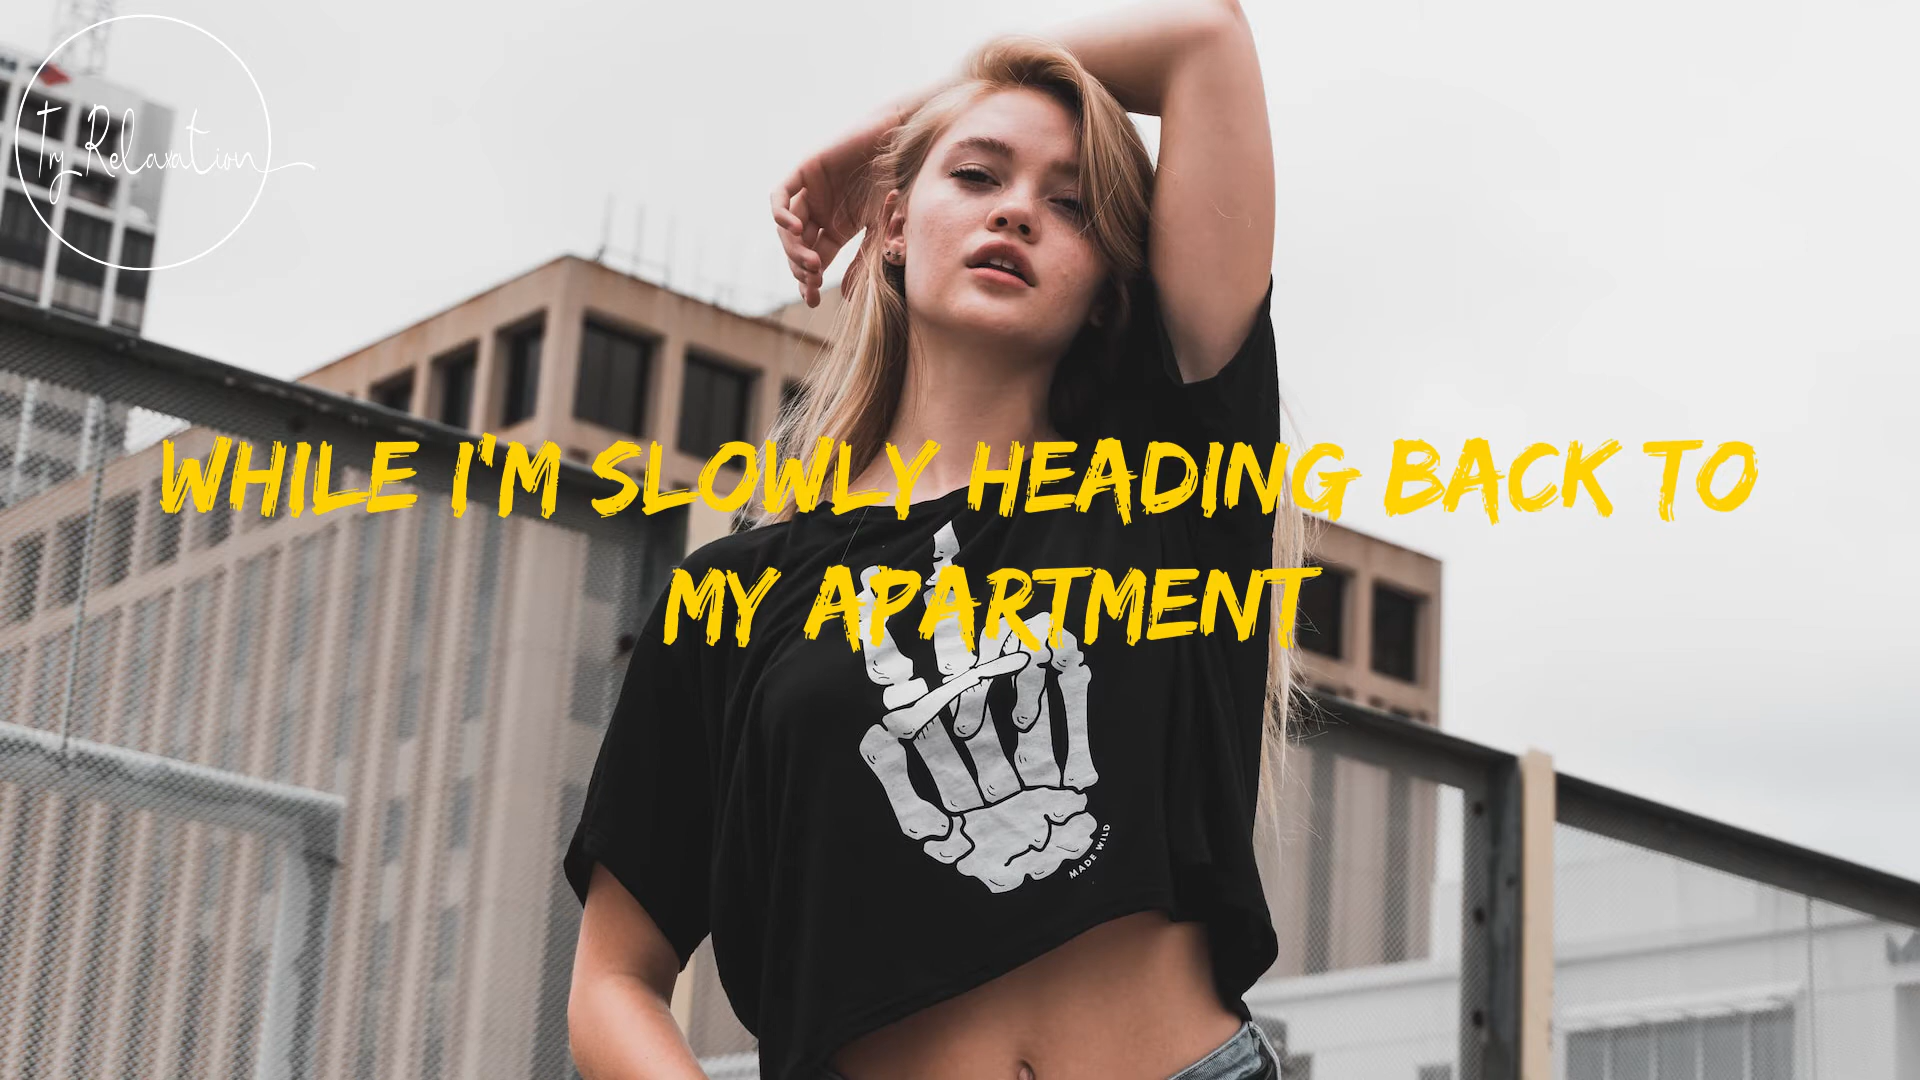 Try Relaxation
WHILE I'M SLOWLY HEADING BACK TO
MY APARTMENT
MADE WILD